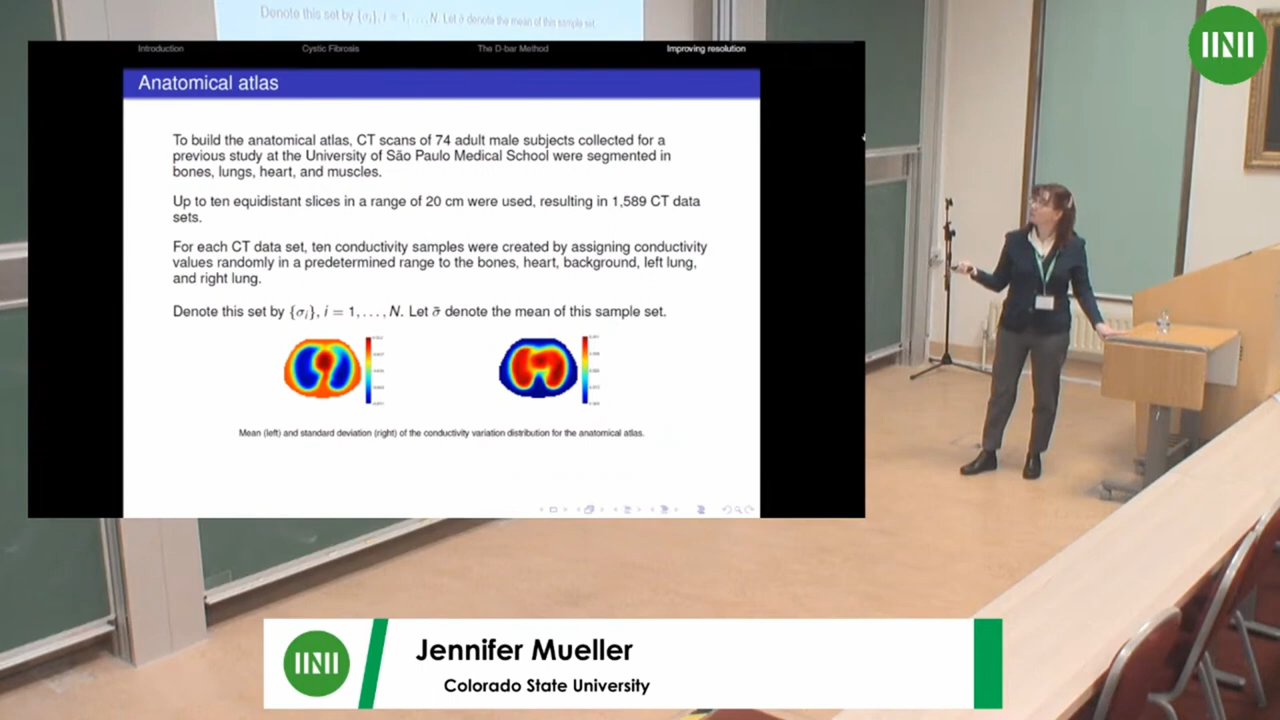 Denote this set by {σᵢ}, i = 1, . . . , N. Let σ̄ denote the mean of this sample set.
Introduction
Cystic Fibrosis
The D-bar Method
Improving resolution
Anatomical atlas
To build the anatomical atlas, CT scans of 74 adult male subjects collected for a
previous study at the University of São Paulo Medical School were segmented in
bones, lungs, heart, and muscles.
Up to ten equidistant slices in a range of 20 cm were used, resulting in 1,589 CT data
sets.
For each CT data set, ten conductivity samples were created by assigning conductivity
values randomly in a predetermined range to the bones, heart, background, left lung,
and right lung.
Denote this set by {σᵢ}, i = 1, . . . , N. Let σ̄ denote the mean of this sample set.
Mean (left) and standard deviation (right) of the conductivity variation distribution for the anatomical atlas.
Jennifer Mueller
Colorado State University